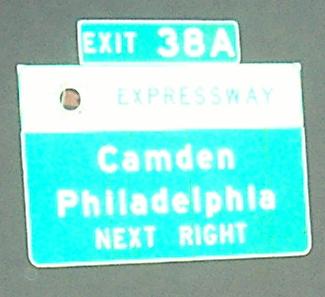 EXIT 38A
EXPRESSWAY
Camden
Philadelphia
NEXT RIGHT